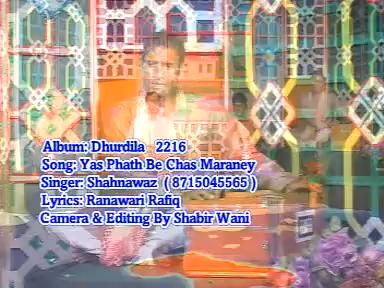 Album: Dhurdila 2216
Song: Yas Phath Be Chas Maraney
Singer: Shahnawaz ( 8715045565 )
Lyrics: Ranawari Rafiq
Camera & Editing By Shabir Wani